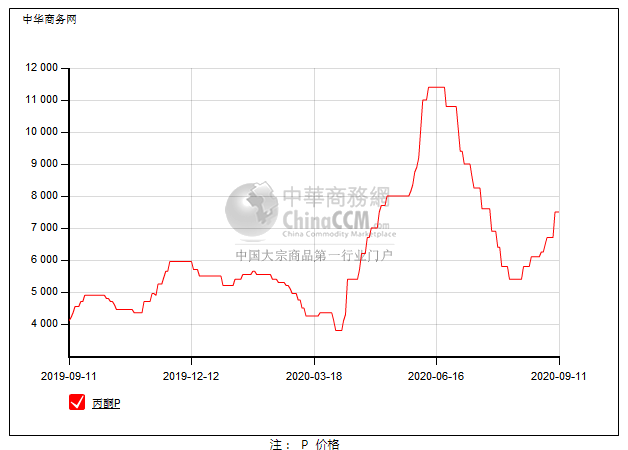 中华商务网
12 000
11 000
10 000
9 000
8 000
7 000
6 000
5 000
4 000
中華商務網
ChinaCCM.com
China Commodity Marketplace
中国大宗商品第一行业门户
2019-09-11
2019-12-12
2020-03-18
2020-06-16
2020-09-11
丙酮P
注： P 价格